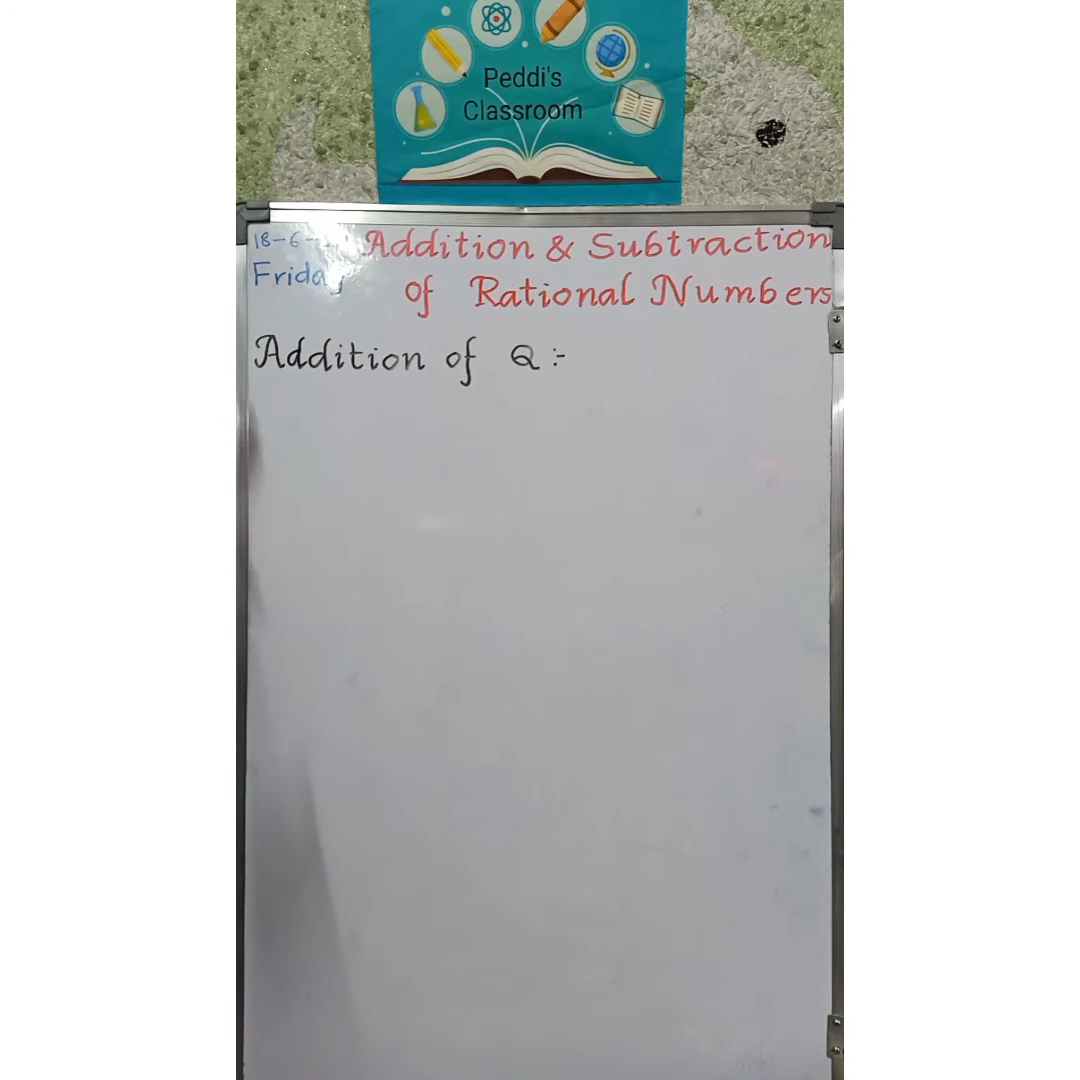 Peddi's
Classroom
18-6-
Addition & Subtraction
Friday
of Rational Numbers
Addition of Q :-